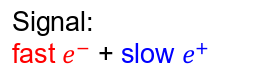 Signal:
fast e⁻ + slow e⁺